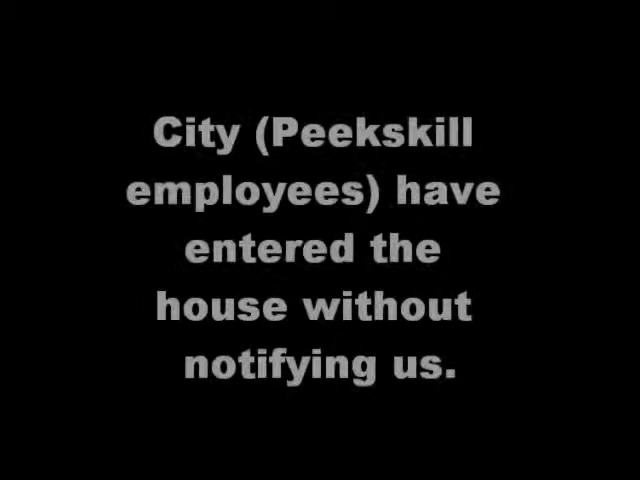 City (Peekskill
employees) have
entered the
house without
notifying us.